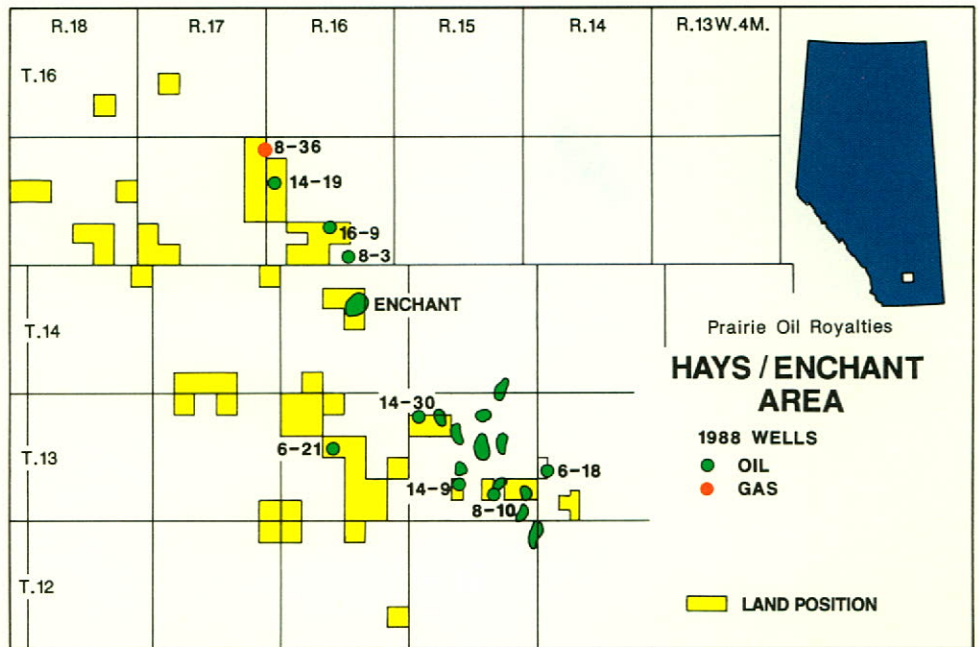 R.18 R.17 R.16 R.15 R.14 R.13W.4M.
T.16
8-36
14-19
16-9
8-3
ENCHANT
T.14
Prairie Oil Royalties
HAYS / ENCHANT
AREA
1988 WELLS
OIL
GAS
14-30
6-21
T.13
6-18
14-9
8-10
T.12
LAND POSITION